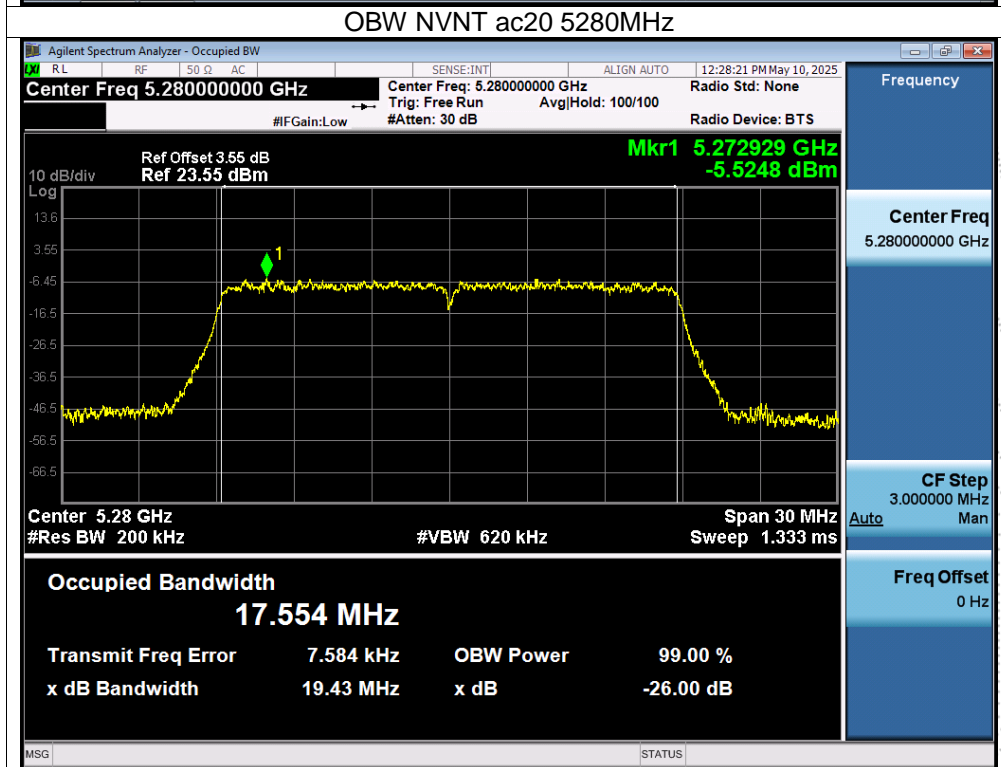 OBW NVNT ac20 5280MHz
Agilent Spectrum Analyzer - Occupied BW
LXI RL RF 50 Ω AC SENSE:INT ALIGN AUTO 12:28:21 PM May 10, 2025
Center Freq 5.280000000 GHz
Center Freq: 5.280000000 GHz
Radio Std: None
Trig: Free Run Avg|Hold: 100/100
#IFGain:Low
#Atten: 30 dB
Radio Device: BTS
Frequency
Mkr1 5.272929 GHz
-5.5248 dBm
Ref Offset 3.55 dB
10 dB/div Ref 23.55 dBm
Log
13.6
3.55
-6.45
-16.5
-26.5
-36.5
-46.5
-56.5
-66.5
1
Center 5.28 GHz
Span 30 MHz
#Res BW 200 kHz
#VBW 620 kHz
Sweep 1.333 ms
Center Freq
5.280000000 GHz
CF Step
3.000000 MHz
Auto Man
Freq Offset
0 Hz
Occupied Bandwidth
17.554 MHz
Transmit Freq Error 7.584 kHz OBW Power 99.00 %
x dB Bandwidth 19.43 MHz x dB -26.00 dB
MSG STATUS